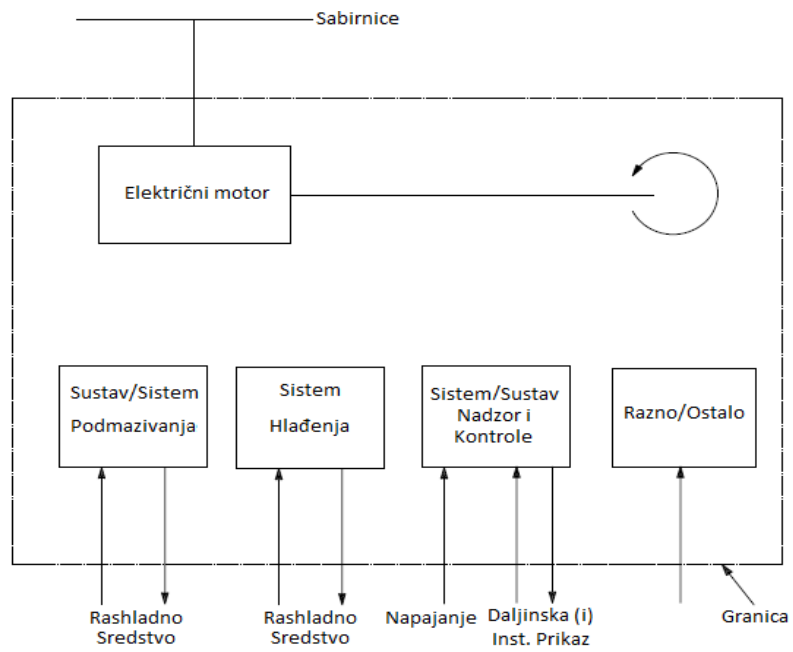 Sabirnice
Električni motor
Sustav/Sistem
Podmazivanja
Sistem
Hlađenja
Sistem/Sustav
Nadzor i
Kontrole
Razno/Ostalo
Rashladno
Sredstvo
Rashladno
Sredstvo
Napajanje
Daljinska (i)
Inst. Prikaz
Granica